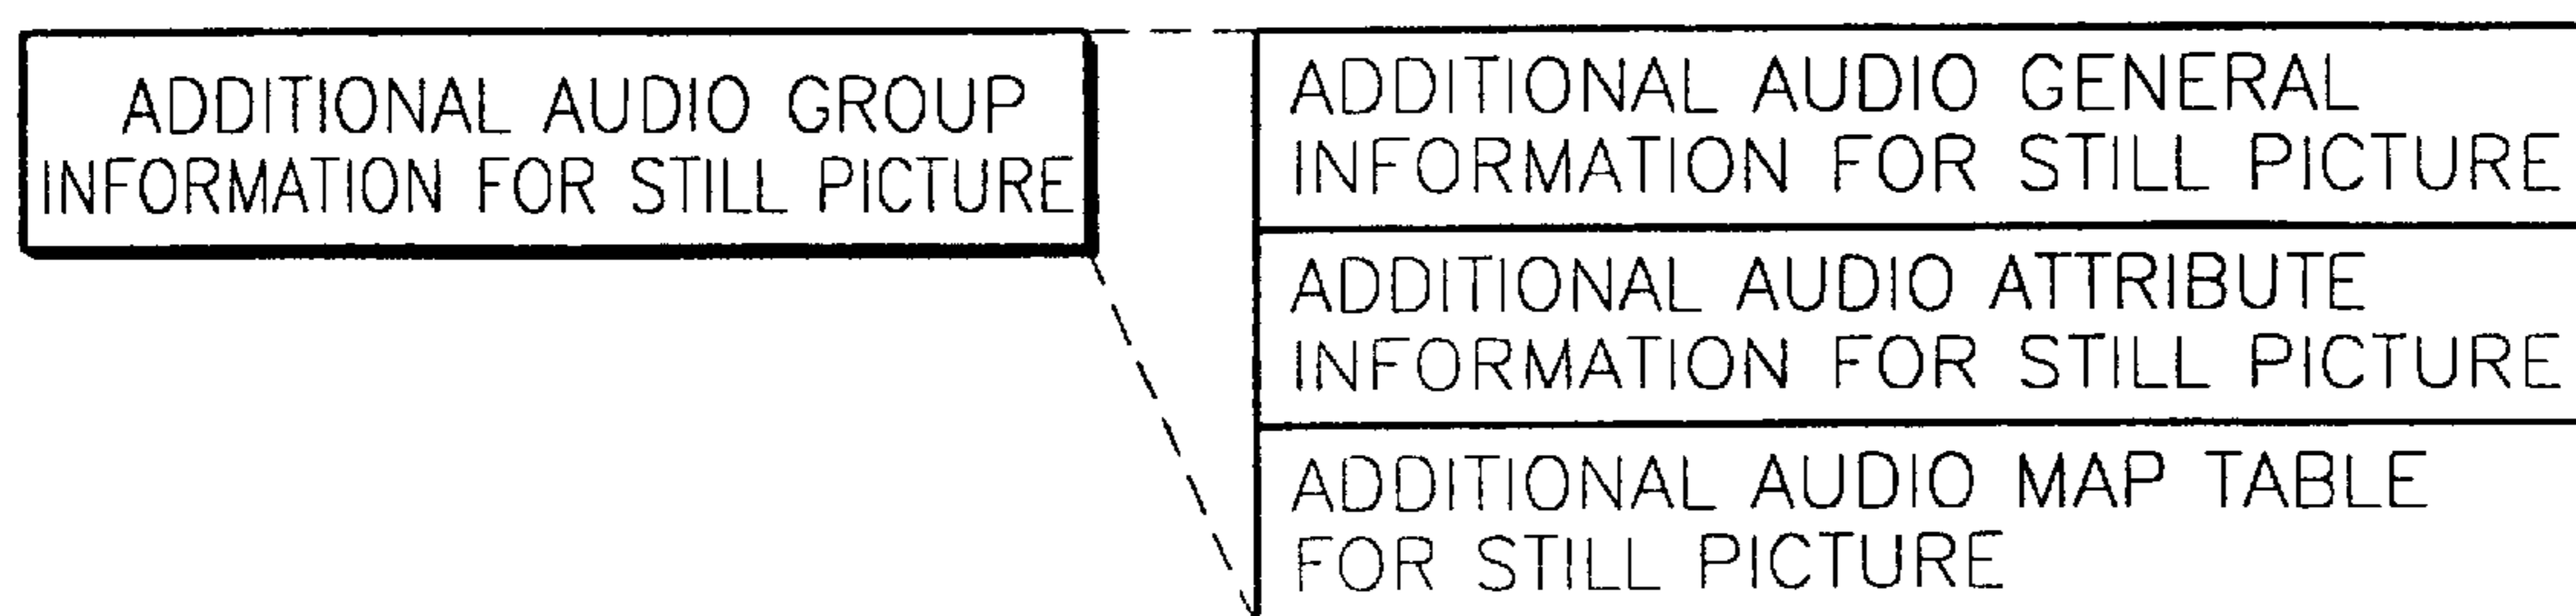 ADDITIONAL AUDIO GROUP
INFORMATION FOR STILL PICTURE
ADDITIONAL AUDIO GENERAL
INFORMATION FOR STILL PICTURE
ADDITIONAL AUDIO ATTRIBUTE
INFORMATION FOR STILL PICTURE
ADDITIONAL AUDIO MAP TABLE
FOR STILL PICTURE